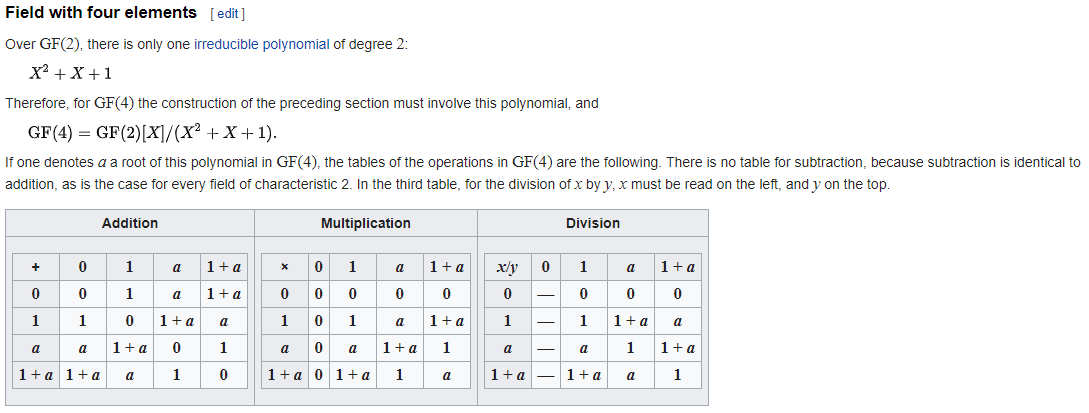 Field with four elements [ edit ]
Over GF(2), there is only one irreducible polynomial of degree 2:
X² + X + 1
Therefore, for GF(4) the construction of the preceding section must involve this polynomial, and
GF(4) = GF(2)[X]/(X² + X + 1).
If one denotes a a root of this polynomial in GF(4), the tables of the operations in GF(4) are the following. There is no table for subtraction, because subtraction is identical to
addition, as is the case for every field of characteristic 2. In the third table, for the division of x by y, x must be read on the left, and y on the top.
Addition Multiplication Division
+ 0 1 a 1 + a × 0 1 a 1 + a x/y 0 1 a 1 + a
0 0 1 a 1 + a 0 0 0 0 0 0 — 0 0 0
1 1 0 1 + a a 1 0 1 a 1 + a 1 — 1 1 + a a
a a 1 + a 0 1 a 0 a 1 + a 1 a — a 1 1 + a
1 + a 1 + a a 1 0 1 + a 0 1 + a 1 a 1 + a — 1 + a a 1